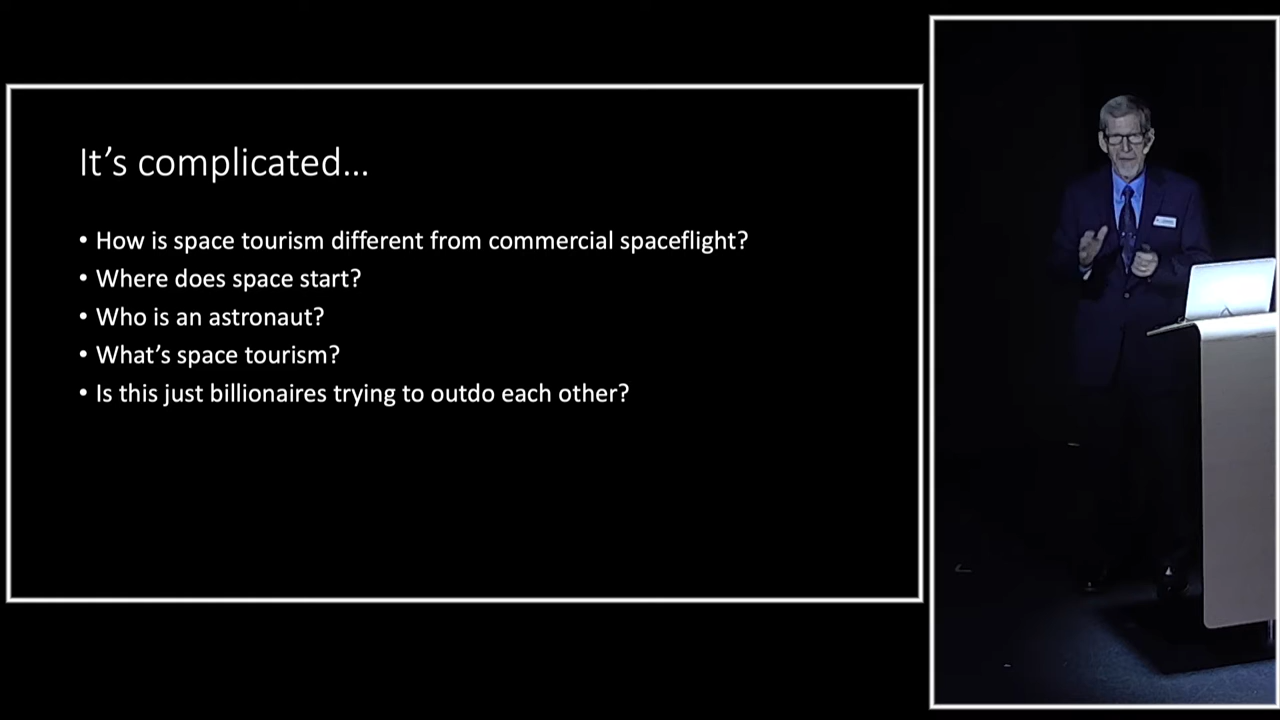 It's complicated...
• How is space tourism different from commercial spaceflight?
• Where does space start?
• Who is an astronaut?
• What's space tourism?
• Is this just billionaires trying to outdo each other?